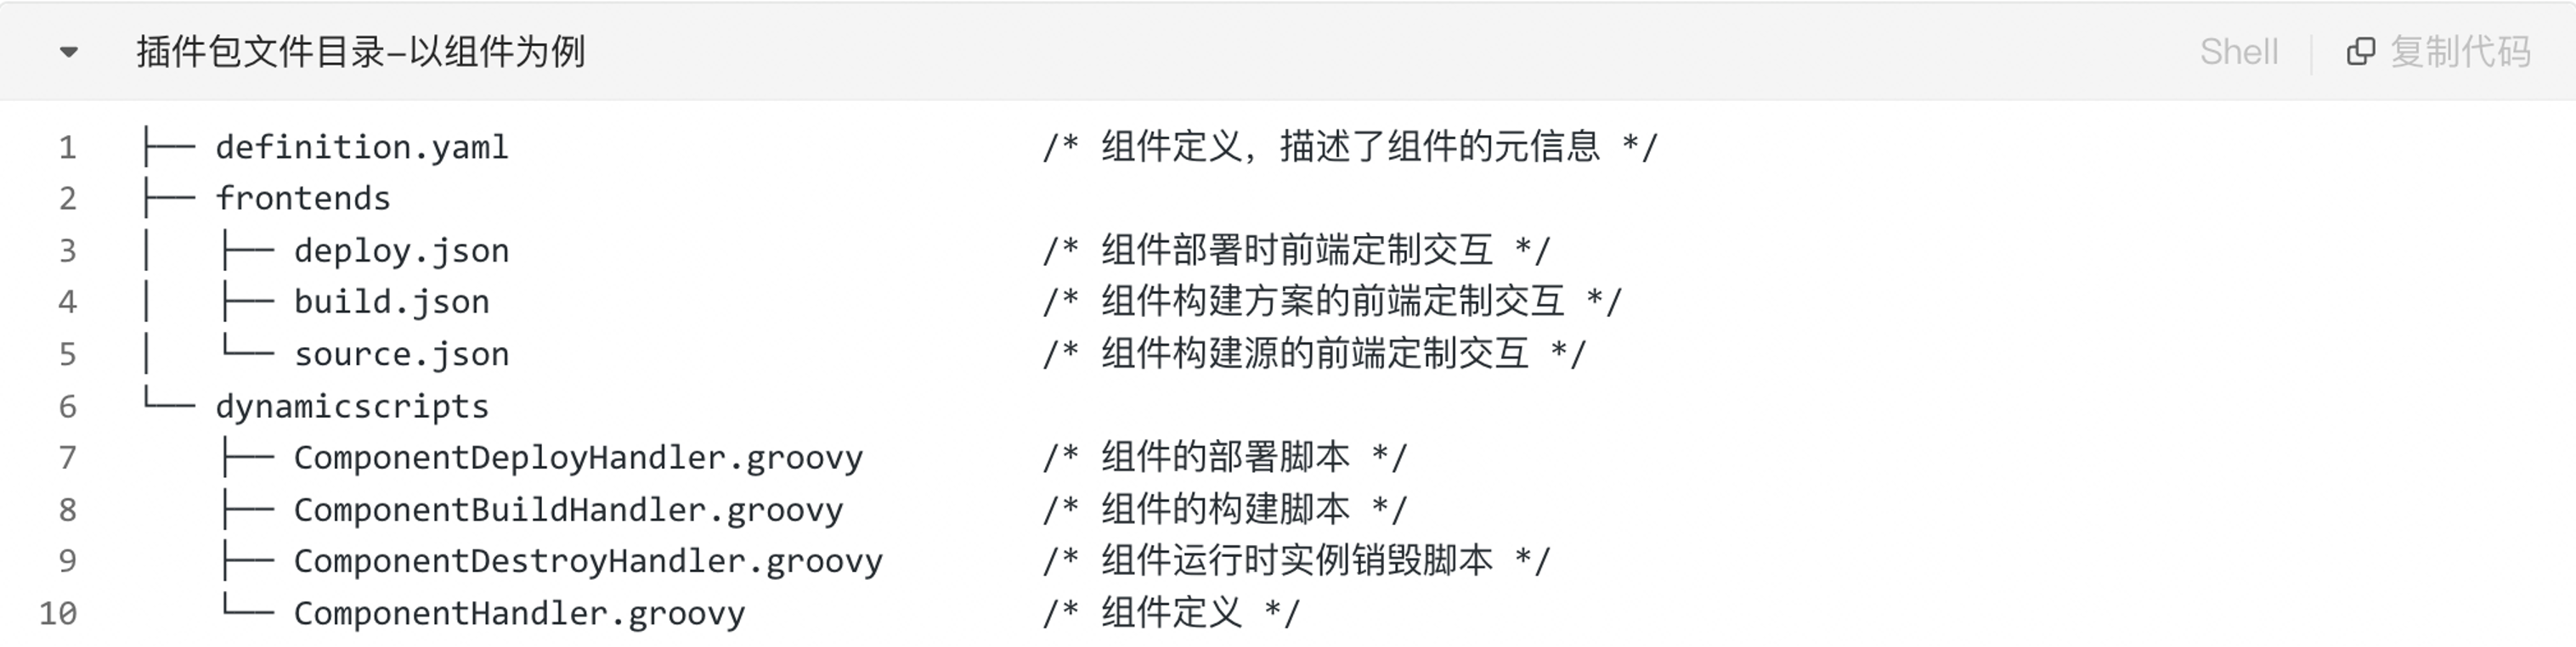 插件包文件目录–以组件为例 Shell 复制代码
1 ├── definition.yaml /* 组件定义，描述了组件的元信息 */
2 ├── frontends
3 │   ├── deploy.json /* 组件部署时前端定制交互 */
4 │   ├── build.json /* 组件构建方案的前端定制交互 */
5 │   └── source.json /* 组件构建源的前端定制交互 */
6 └── dynamicscripts
7     ├── ComponentDeployHandler.groovy /* 组件的部署脚本 */
8     ├── ComponentBuildHandler.groovy /* 组件的构建脚本 */
9     ├── ComponentDestroyHandler.groovy /* 组件运行时实例销毁脚本 */
10     └── ComponentHandler.groovy /* 组件定义 */